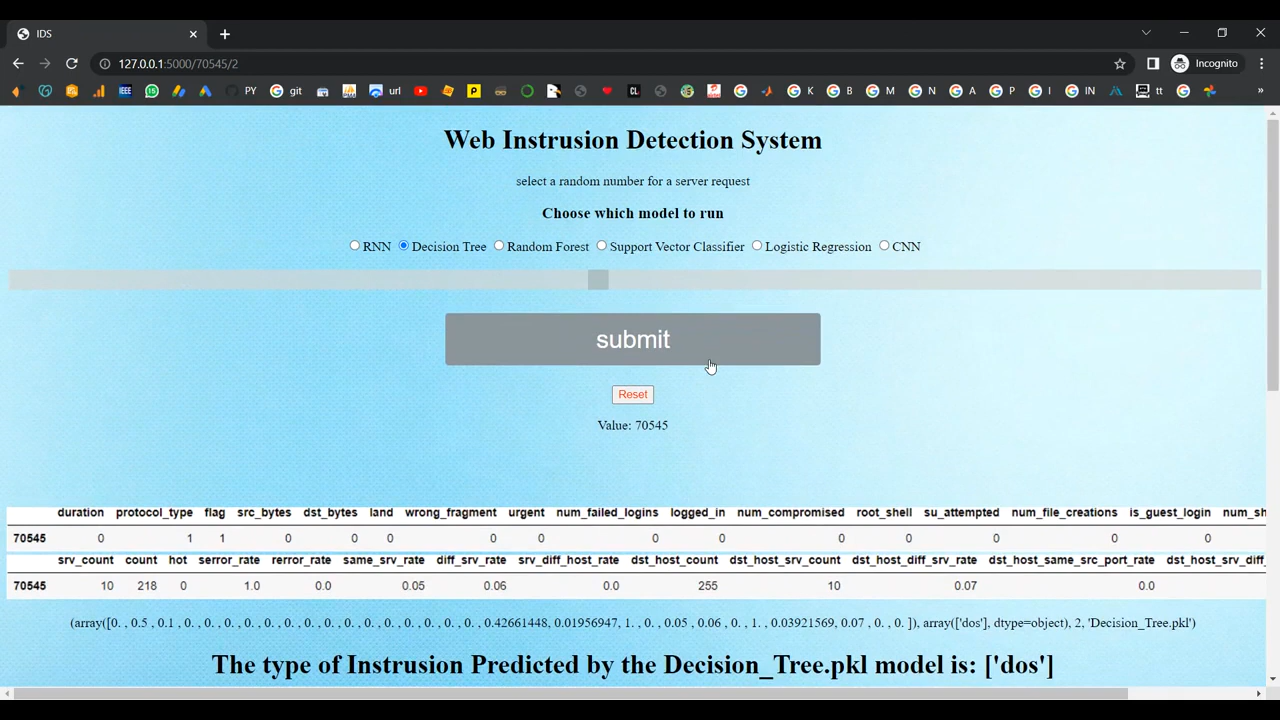 IDS
127.0.0.1:5000/70545/2
Incognito
PY git url K B M N A P I IN tt
Web Instrusion Detection System
select a random number for a server request
Choose which model to run
RNN Decision Tree Random Forest Support Vector Classifier Logistic Regression CNN
submit
Reset
Value: 70545
duration protocol_type flag src_bytes dst_bytes land wrong_fragment urgent num_failed_logins logged_in num_compromised root_shell su_attempted num_file_creations is_guest_login num_sh
70545 0 1 1 0 0 0 0 0 0 0 0 0 0 0 0
srv_count count hot serror_rate rerror_rate same_srv_rate diff_srv_rate srv_diff_host_rate dst_host_count dst_host_srv_count dst_host_diff_srv_rate dst_host_same_src_port_rate dst_host_srv_diff_
70545 10 218 0 1.0 0.0 0.05 0.06 0.0 255 10 0.07 0.0
(array([0. , 0.5 , 0.1 , 0. , 0. , 0. , 0. , 0. , 0. , 0. , 0. , 0. , 0. , 0. , 0. , 0. , 0. , 0. , 0.42661448, 0.01956947, 1. , 0. , 0.05 , 0.06 , 0. , 1. , 0.03921569, 0.07 , 0. , 0. ]), array(['dos'], dtype=object), 2, 'Decision_Tree.pkl')
The type of Instrusion Predicted by the Decision_Tree.pkl model is: ['dos']